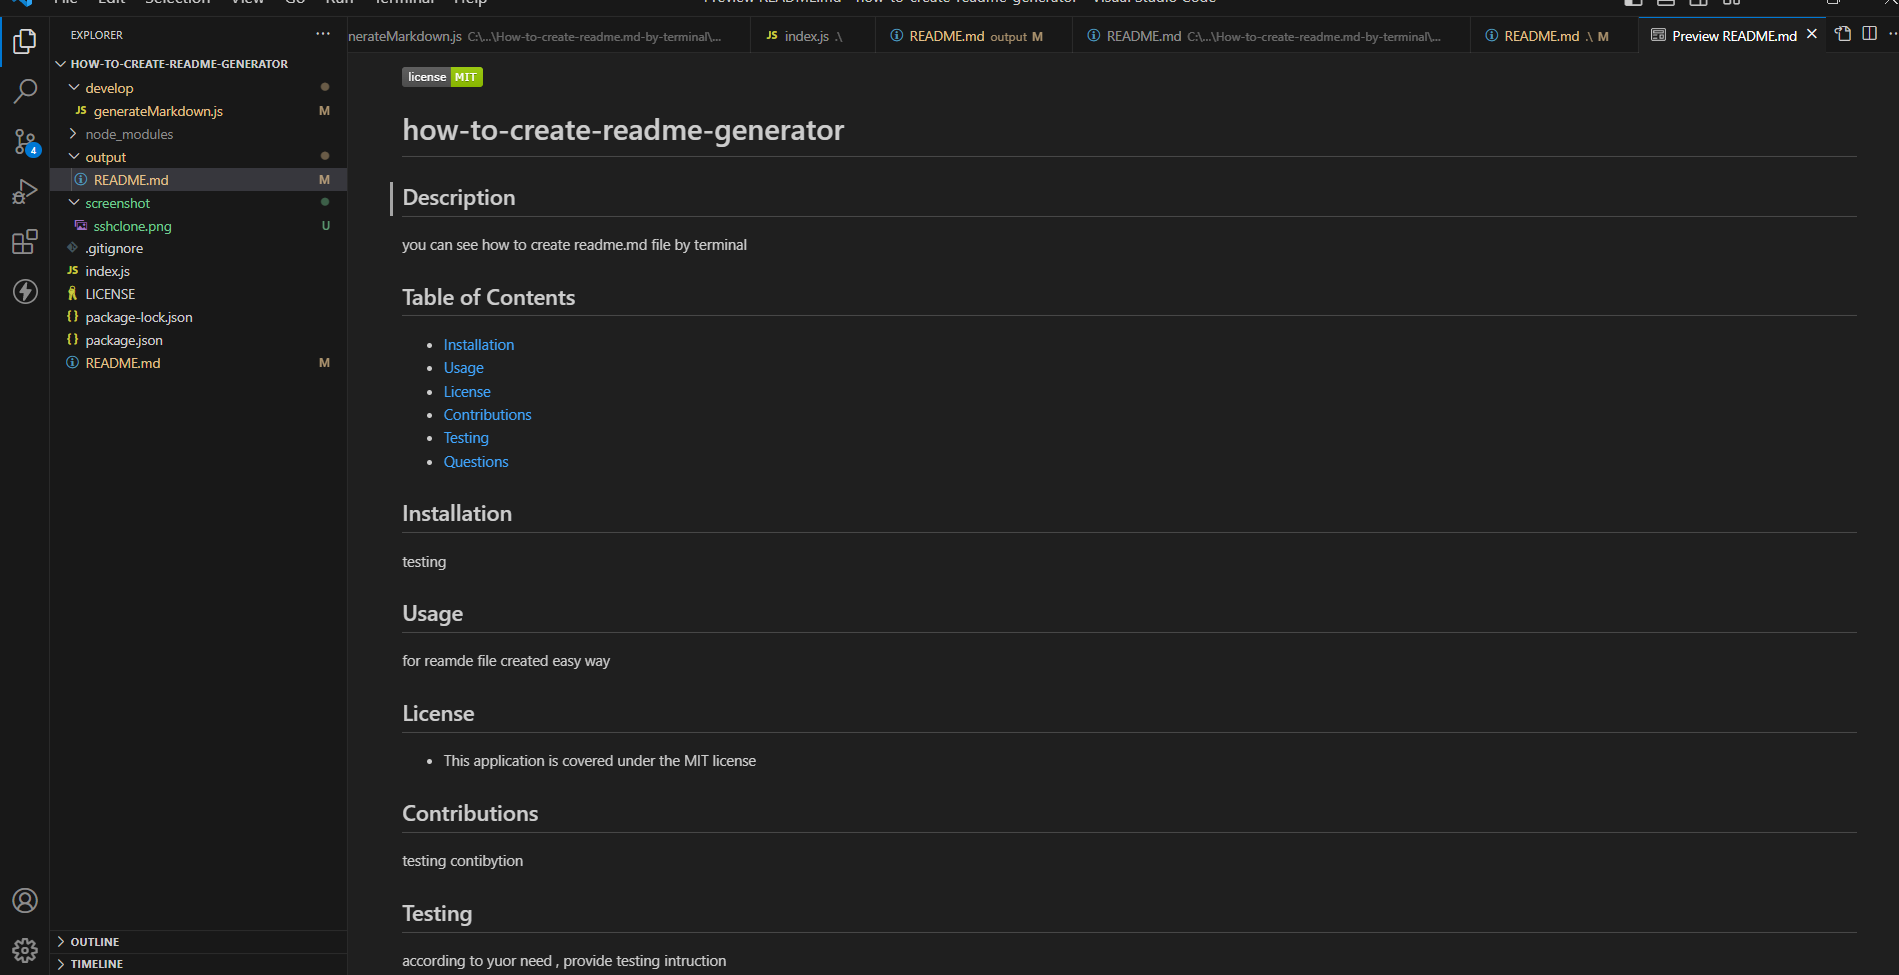 File Edit Selection View Go Run Terminal Help Preview README.md - how-to-create-readme-generator - Visual Studio Code
EXPLORER ...
nerateMarkdown.js C:\...\How-to-create-readme.md-by-terminal\... JS index.js .\ README.md output M README.md C:\...\How-to-create-readme.md-by-terminal\... README.md .\ M Preview README.md
HOW-TO-CREATE-README-GENERATOR
develop
JS generateMarkdown.js M
node_modules
output
README.md M
screenshot
sshclone.png U
.gitignore
JS index.js
LICENSE
{} package-lock.json
{} package.json
README.md M
4
OUTLINE
TIMELINE
license MIT
how-to-create-readme-generator
Description
you can see how to create readme.md file by terminal
Table of Contents
• Installation
• Usage
• License
• Contributions
• Testing
• Questions
Installation
testing
Usage
for reamde file created easy way
License
• This application is covered under the MIT license
Contributions
testing contibytion
Testing
according to yuor need , provide testing intruction